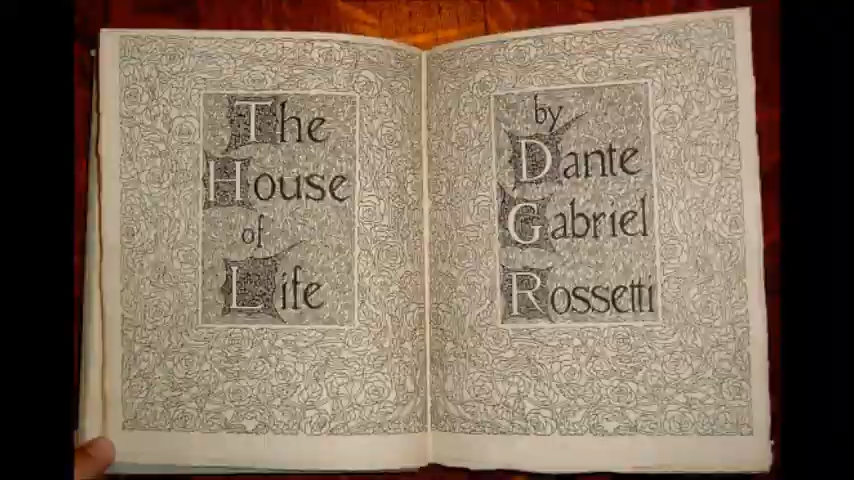 The
House
of
Life
by
Dante
Gabriel
Rossetti